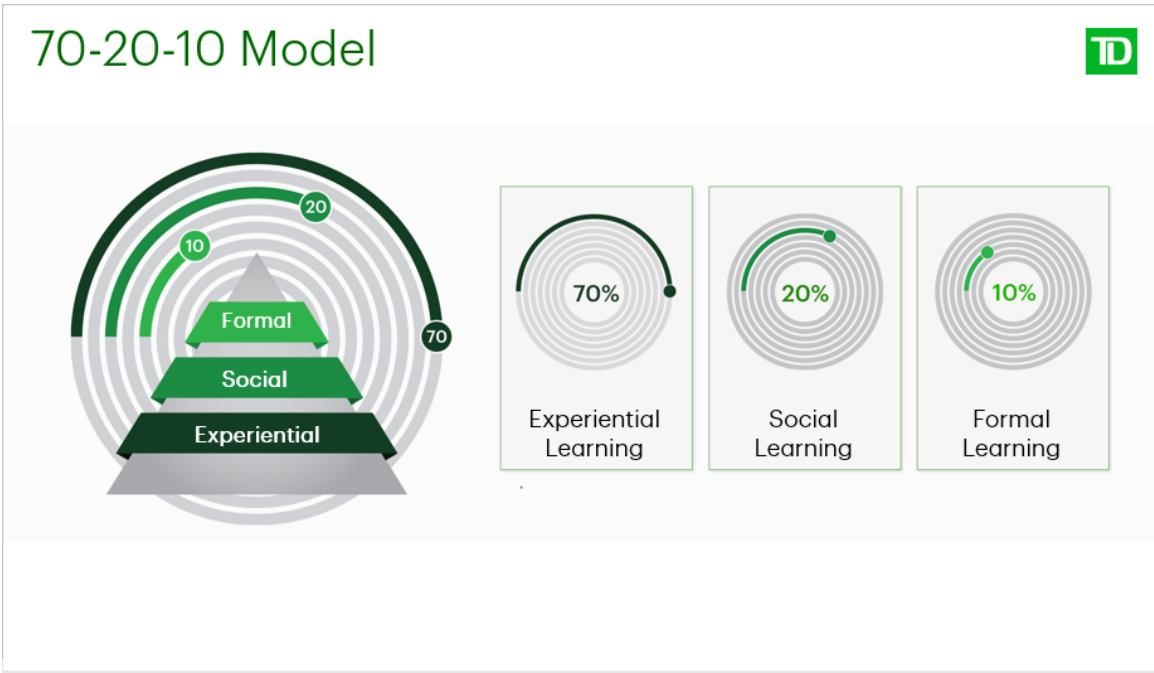 70-20-10 Model
TD
20
10
70
Formal
Social
Experiential
70%
Experiential
Learning
20%
Social
Learning
10%
Formal
Learning
.